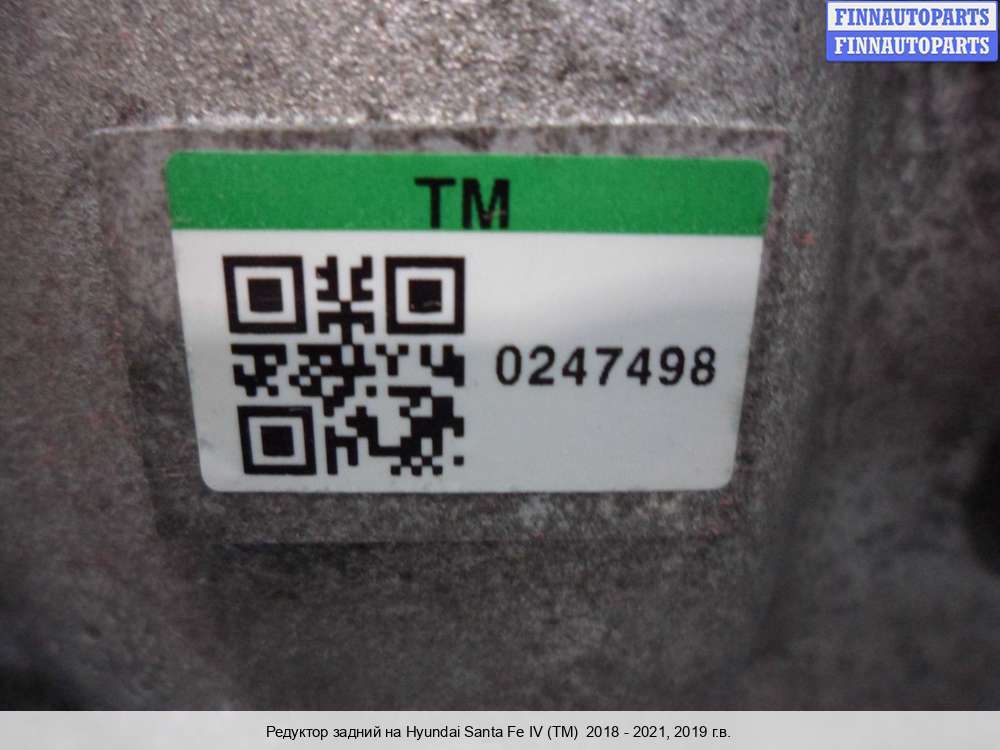 FINNAUTOPARTS
FINNAUTOPARTS
TM
0247498
Редуктор задний на Hyundai Santa Fe IV (TM) 2018 - 2021, 2019 г.в.